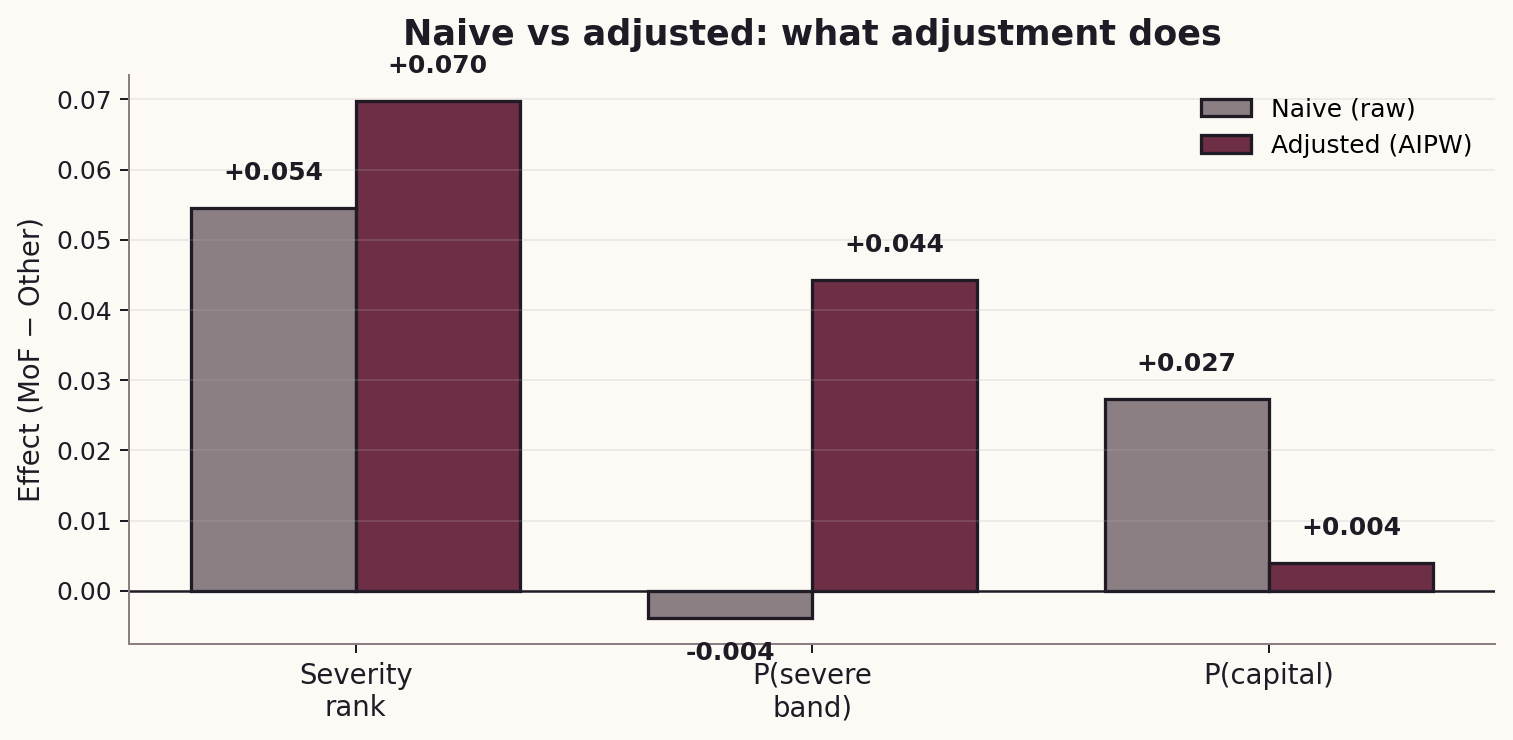 Naive vs adjusted: what adjustment does
+0.070
0.07
0.06
0.05
0.04
0.03
0.02
0.01
0.00
Effect (MoF − Other)
Naive (raw)
Adjusted (AIPW)
+0.054
+0.044
+0.027
+0.004
-0.004
Severity
rank
P(severe
band)
P(capital)